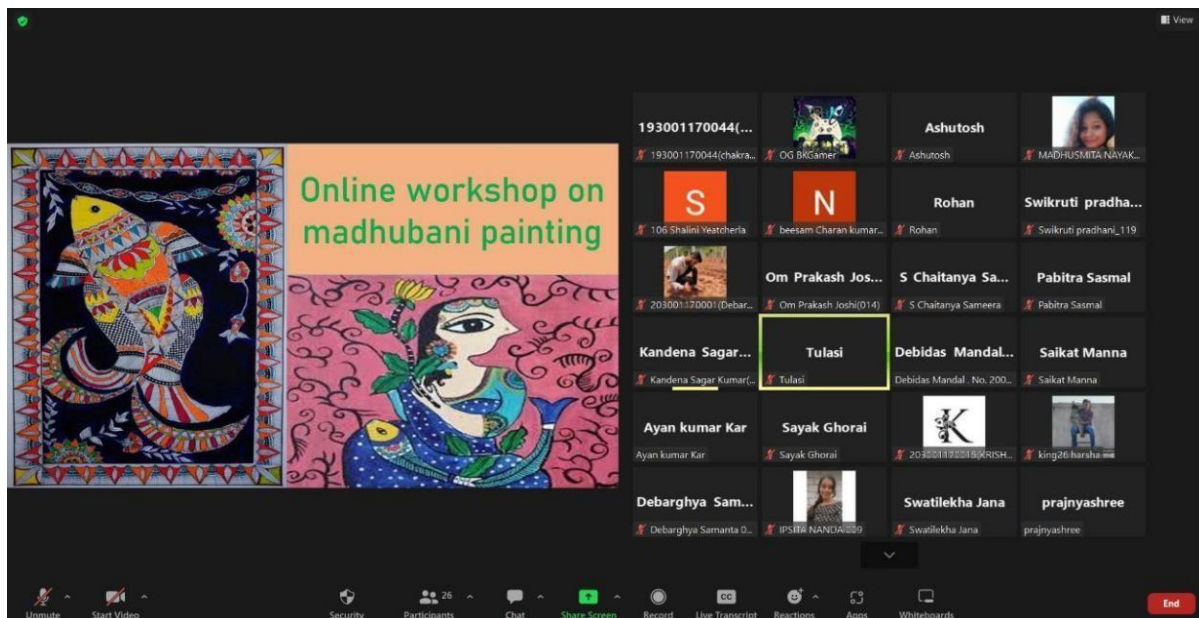 View
Online workshop on
madhubani painting
193001170044(...
193001170044(chakra...
OG BKGamer
Ashutosh
Ashutosh
MADHUSMITA NAYAK...
S
106 Shalini Yeatcherla
N
beesam Charan kumar...
Rohan
Rohan
Swikruti pradha...
Swikruti pradhani_119
203001170001(Debar...
Om Prakash Jos...
Om Prakash Joshi(014)
S Chaitanya Sa...
S Chaitanya Sameera
Pabitra Sasmal
Pabitra Sasmal
Kandena Sagar...
Kandena Sagar Kumar(...
Tulasi
Tulasi
Debidas Mandal...
Debidas Mandal . No. 200...
Saikat Manna
Saikat Manna
Ayan kumar Kar
Ayan kumar Kar
Sayak Ghorai
Sayak Ghorai
K
king26 harsha
Debarghya Sam...
Debarghya Samanta 0...
IPSITA NANDA 009
Swatilekha Jana
Swatilekha Jana
prajnyashree
prajnyashree
Unmute
Start Video
Security
26
Participants
Chat
Share Screen
Record
CC
Live Transcript
Reactions
Apps
Whiteboards
End